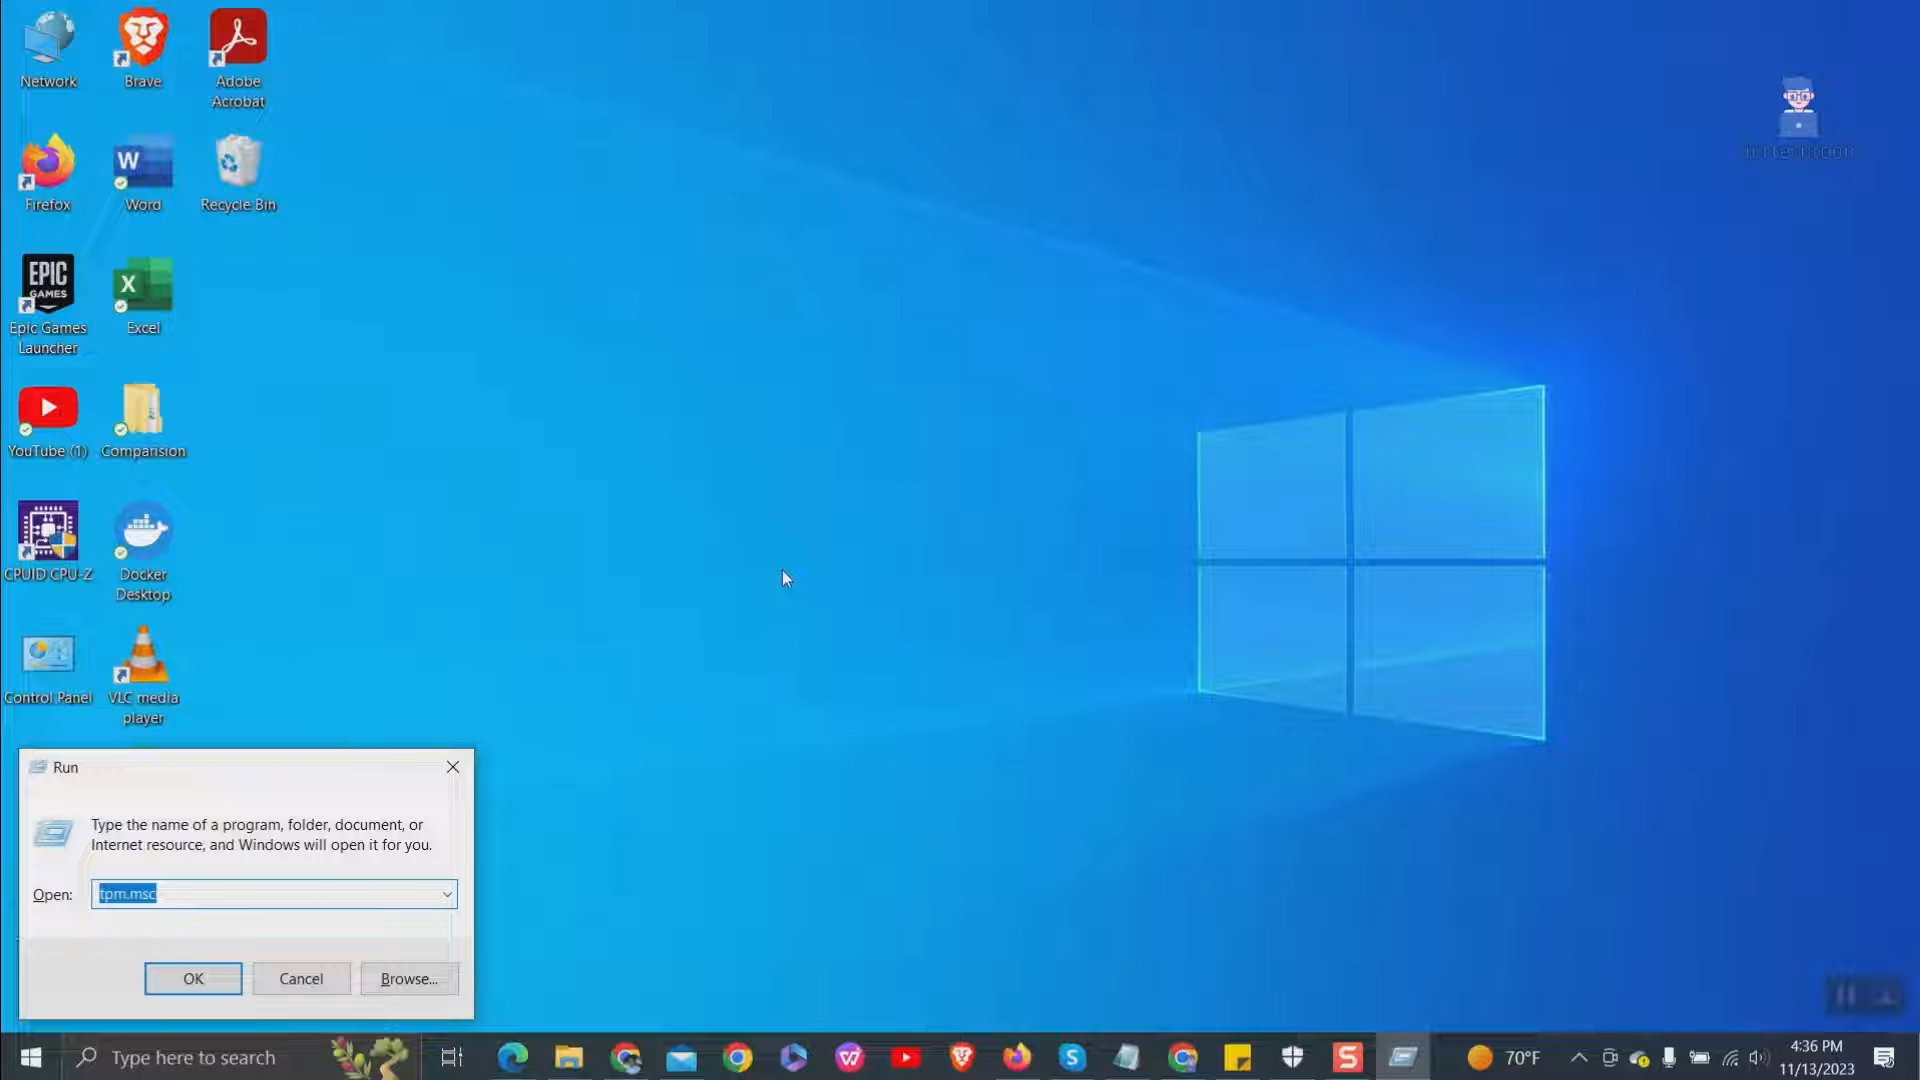 Network
Brave
Adobe
Acrobat
Firefox
W
Word
Recycle Bin
EPIC
GAMES
Epic Games
Launcher
X
Excel
YouTube (1)
Comparision
CPUID CPU-Z
Docker
Desktop
Control Panel
VLC media
player
Run
Type the name of a program, folder, document, or
Internet resource, and Windows will open it for you.
Open:
tpm.msc
OK
Cancel
Browse...
Type here to search
S
S
70°F
4:36 PM
11/13/2023